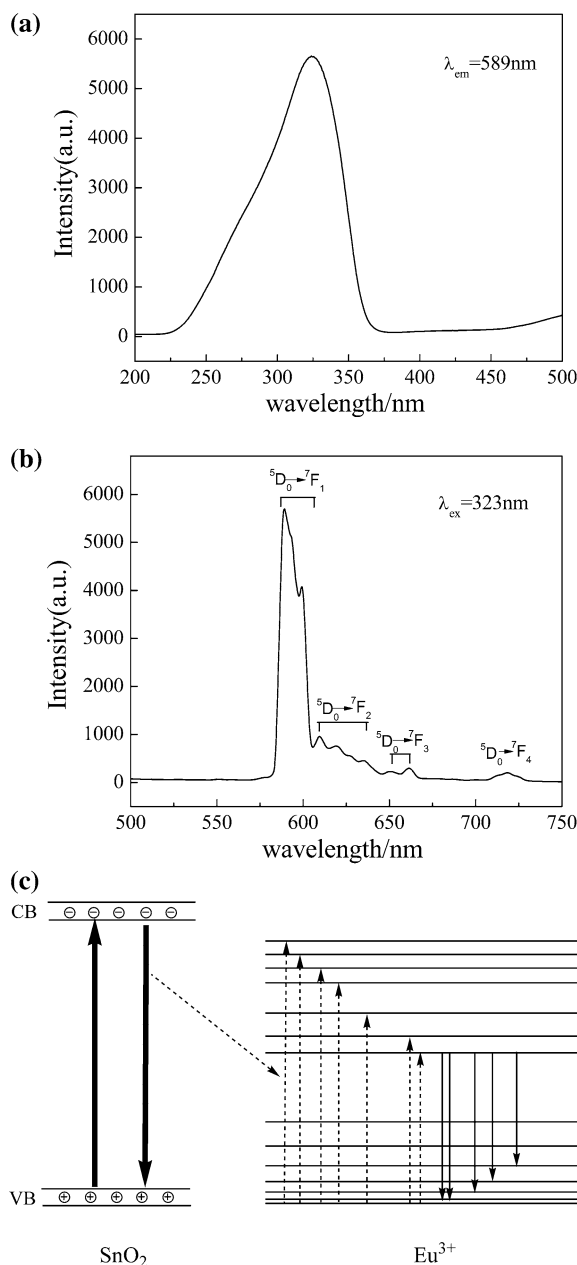 (a)
6000
5000
4000
3000
2000
1000
0
Intensity(a.u.)
λem=589nm
200 250 300 350 400 450 500
wavelength/nm
(b)
6000
5000
4000
3000
2000
1000
0
Intensity(a.u.)
⁵D₀→⁷F₁
λex=323nm
⁵D₀→⁷F₂
⁵D₀→⁷F₃
⁵D₀→⁷F₄
500 550 600 650 700 750
wavelength/nm
(c)
CB
VB
SnO₂ Eu³⁺